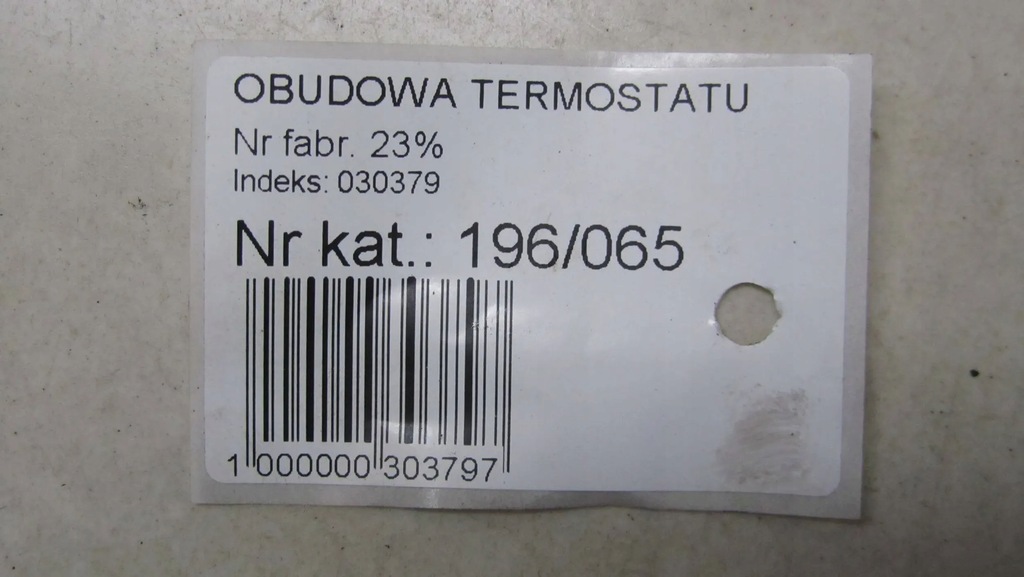 OBUDOWA TERMOSTATU
Nr fabr. 23%
Indeks: 030379
Nr kat.: 196/065
1 000000 303797